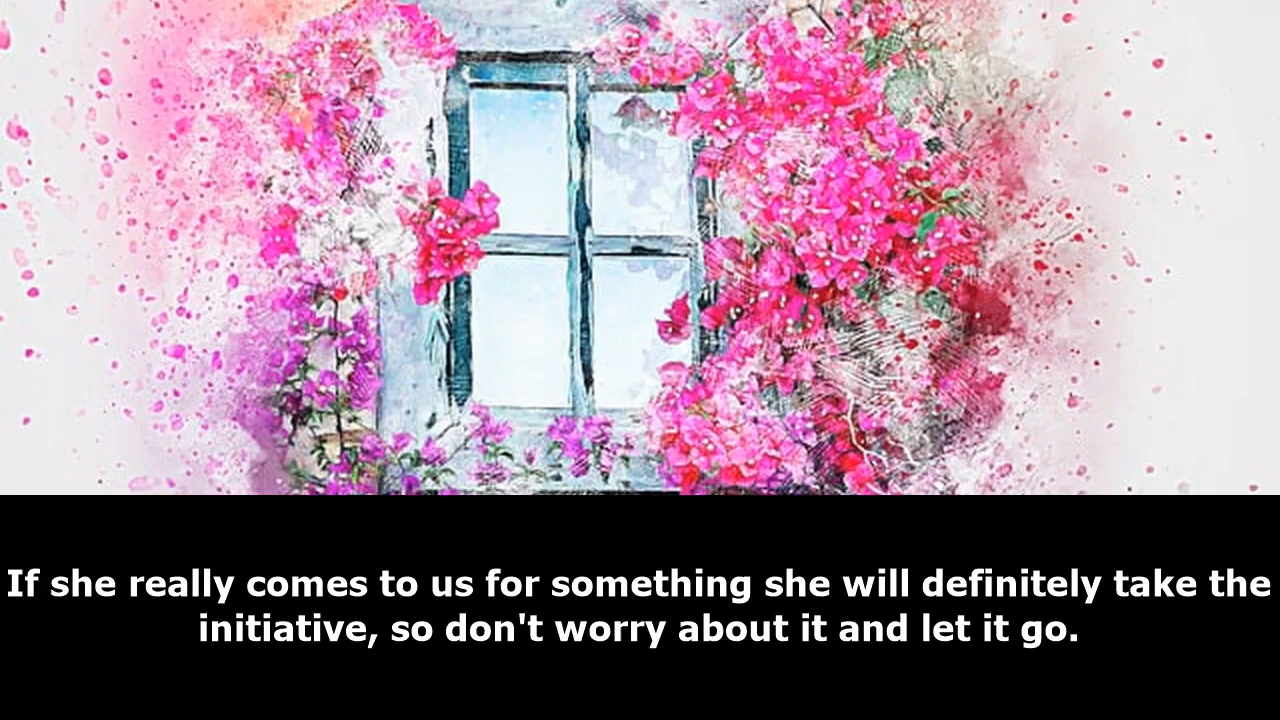 If she really comes to us for something she will definitely take the
initiative, so don't worry about it and let it go.